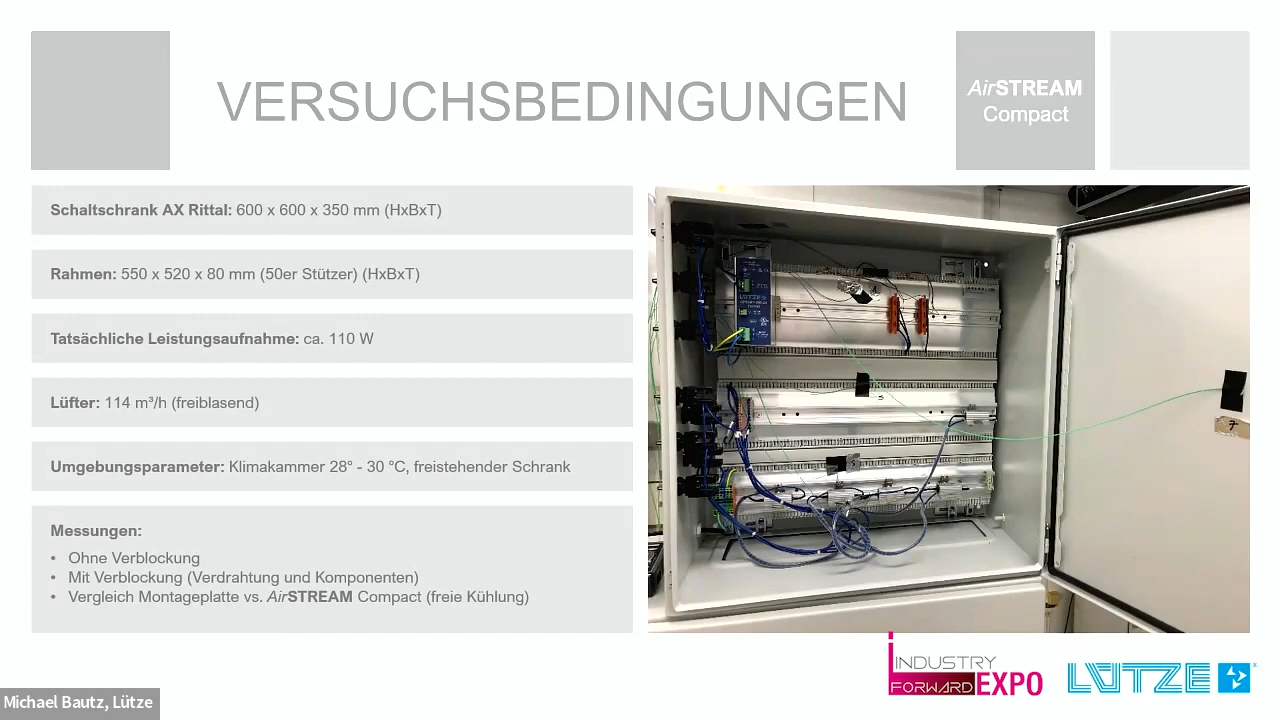 VERSUCHSBEDINGUNGEN
AirSTREAM
Compact
Schaltschrank AX Rittal: 600 x 600 x 350 mm (HxBxT)
Rahmen: 550 x 520 x 80 mm (50er Stützer) (HxBxT)
Tatsächliche Leistungsaufnahme: ca. 110 W
Lüfter: 114 m³/h (freiblasend)
Umgebungsparameter: Klimakammer 28° - 30 °C, freistehender Schrank
Messungen:
• Ohne Verblockung
• Mit Verblockung (Verdrahtung und Komponenten)
• Vergleich Montageplatte vs. AirSTREAM Compact (freie Kühlung)
LÜTZE
7
INDUSTRY
FORWARD EXPO
LÜTZE
Michael Bautz, Lütze